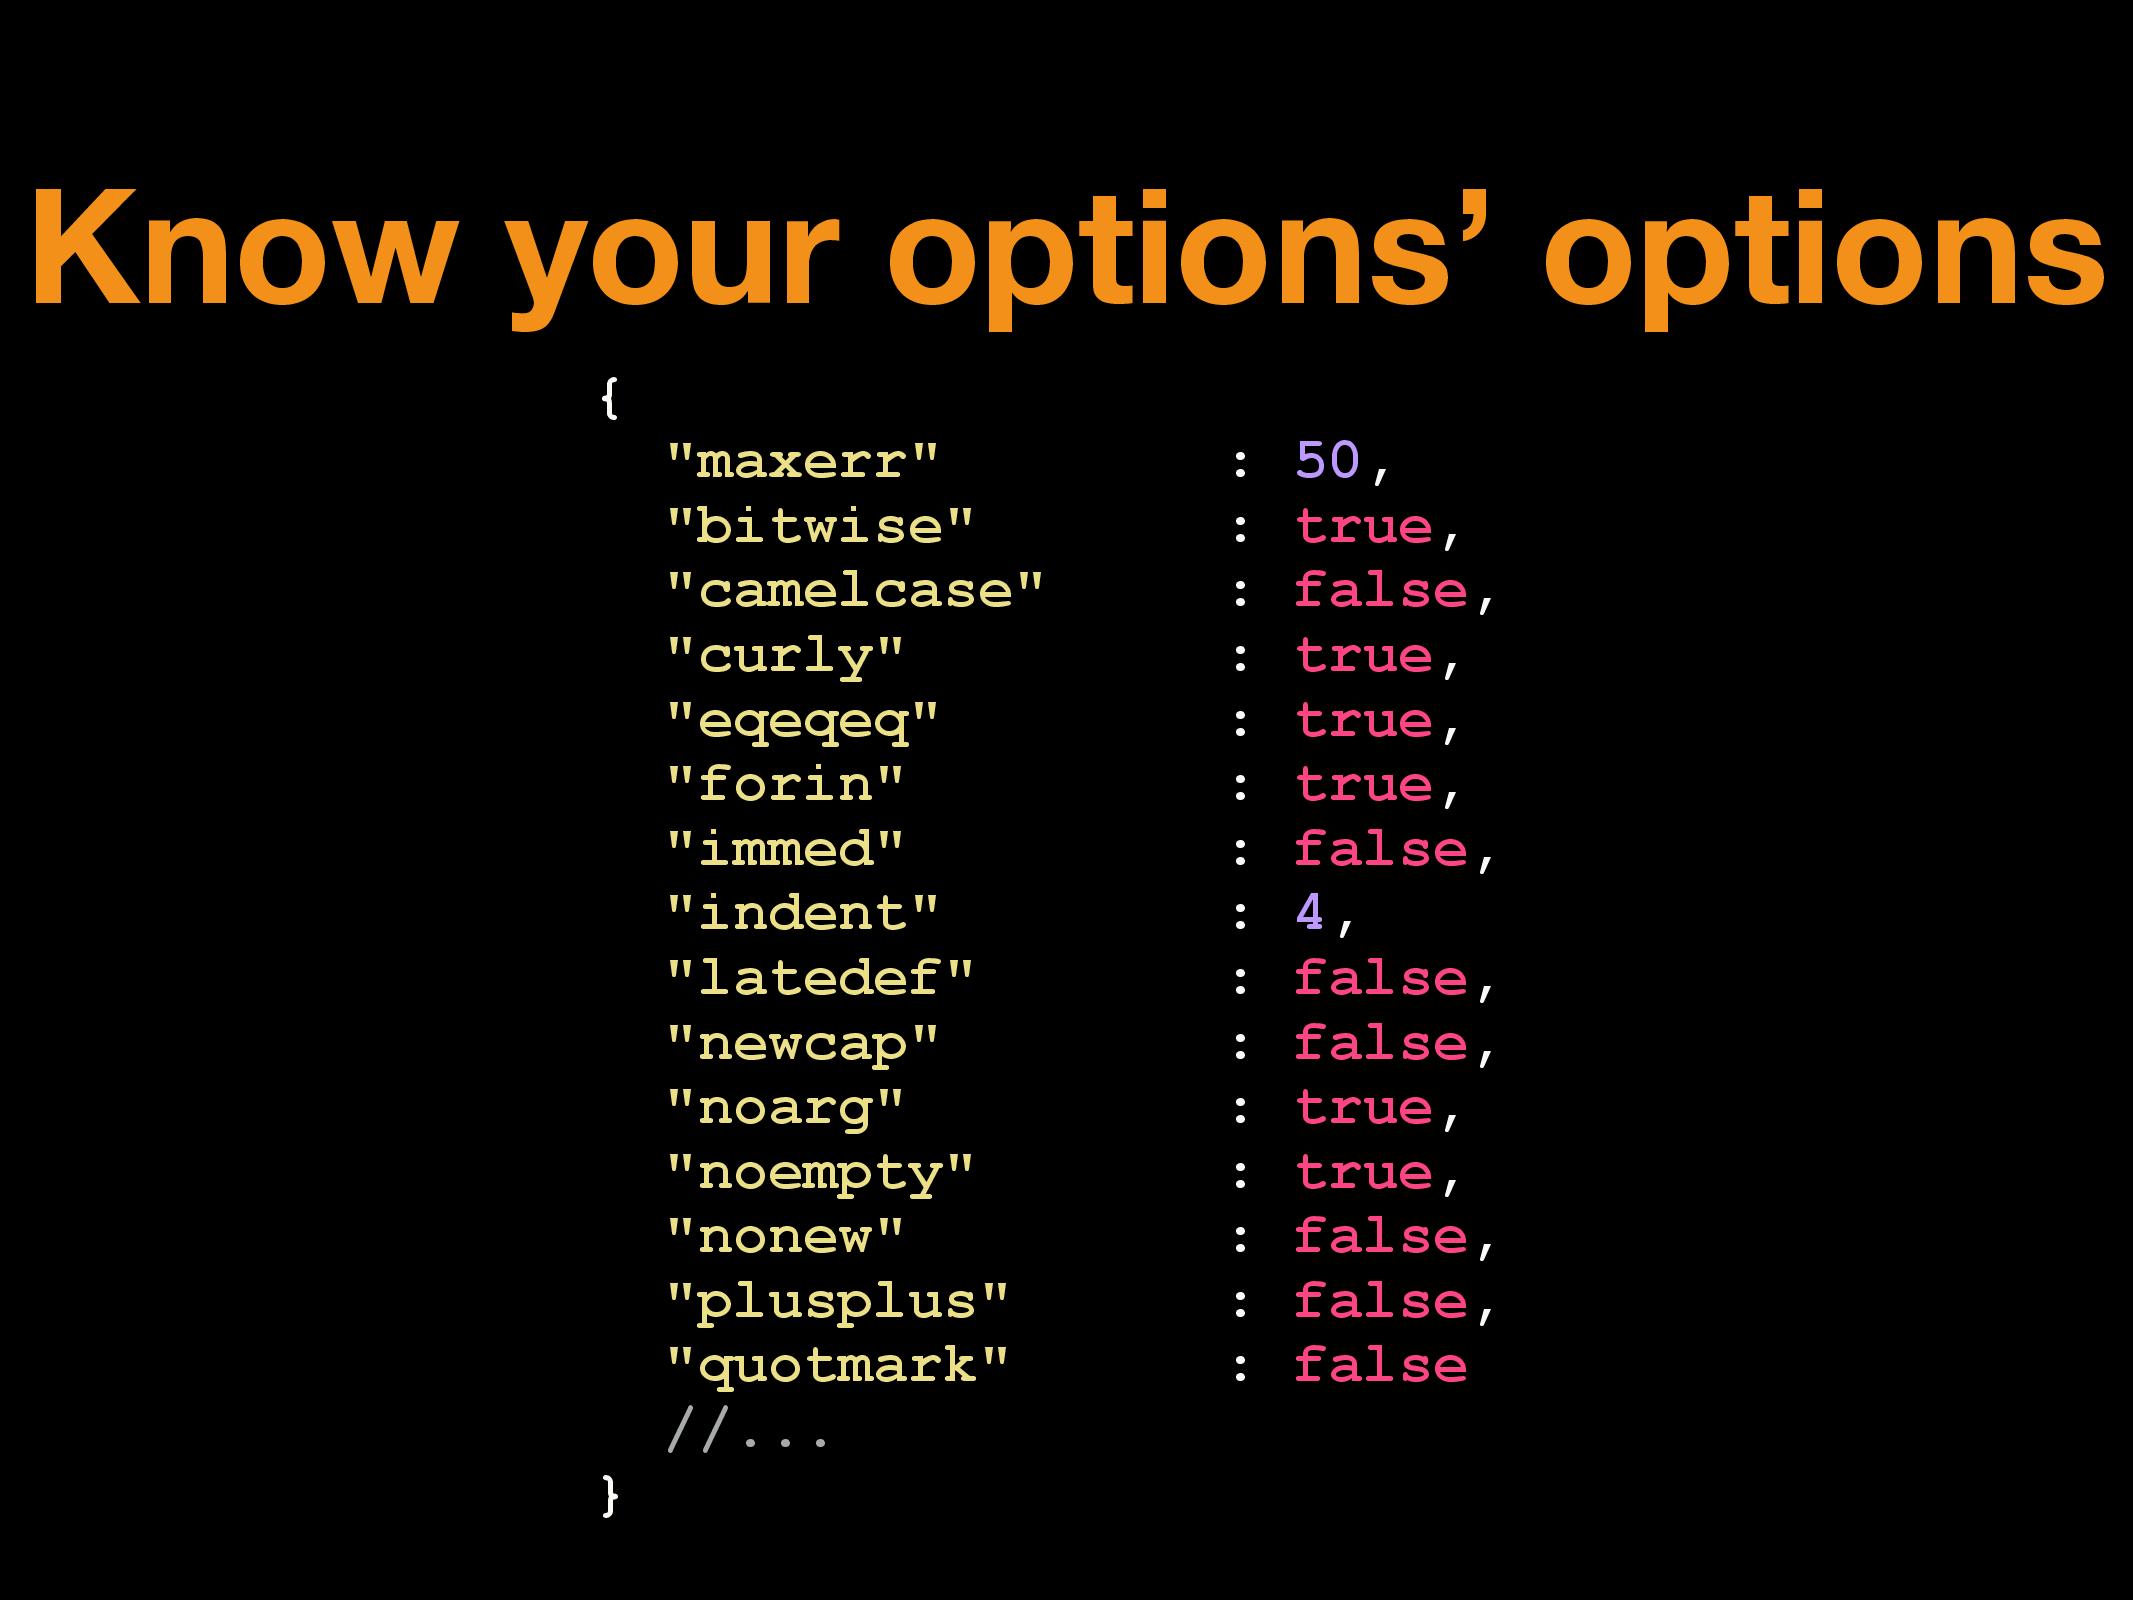 Know your options’ options
{
"maxerr" : 50,
"bitwise" : true,
"camelcase" : false,
"curly" : true,
"eqeqeq" : true,
"forin" : true,
"immed" : false,
"indent" : 4,
"latedef" : false,
"newcap" : false,
"noarg" : true,
"noempty" : true,
"nonew" : false,
"plusplus" : false,
"quotmark" : false
//...
}